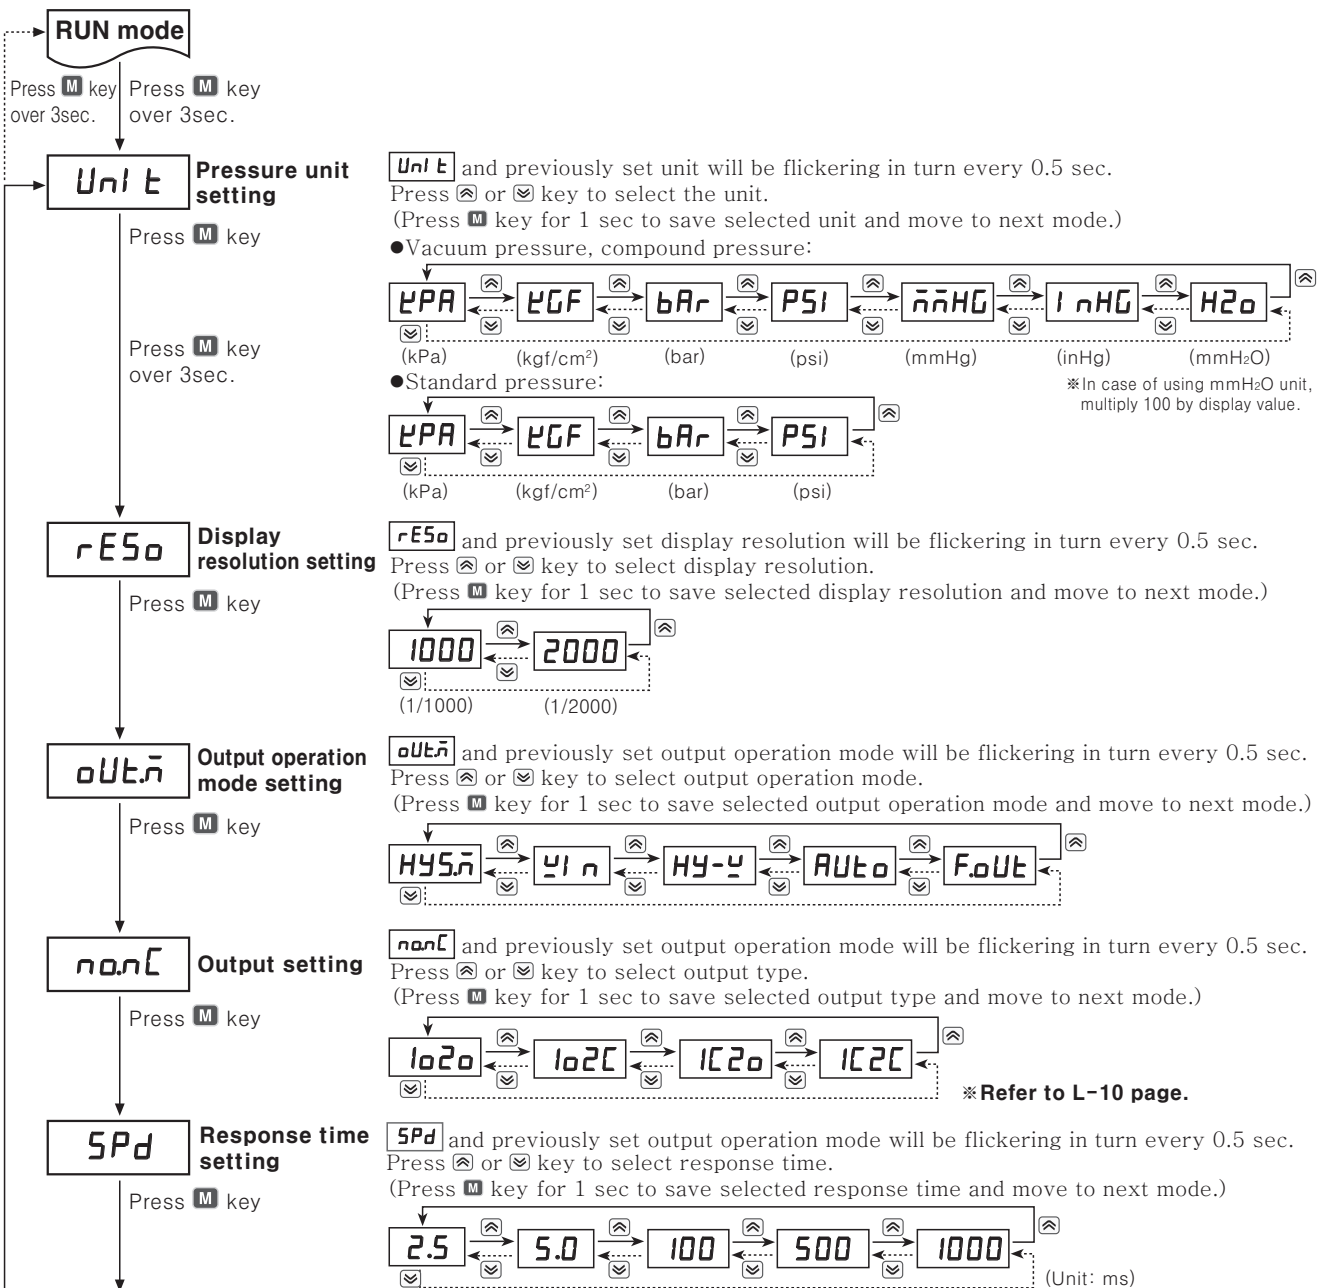 RUN mode
Press M key
over 3sec.
Press M key
over 3sec.
UnIt
Pressure unit
setting
UnIt and previously set unit will be flickering in turn every 0.5 sec.
Press or key to select the unit.
(Press M key for 1 sec to save selected unit and move to next mode.)
Press M key
●Vacuum pressure, compound pressure:
kPA kGF bAr PSI mmHG InHG H2o
(kPa) (kgf/cm²) (bar) (psi) (mmHg) (inHg) (mmH₂O)
Press M key
over 3sec.
●Standard pressure:
※In case of using mmH₂O unit,
multiply 100 by display value.
kPA kGF bAr PSI
(kPa) (kgf/cm²) (bar) (psi)
rESo
Display
resolution setting
rESo and previously set display resolution will be flickering in turn every 0.5 sec.
Press or key to select display resolution.
(Press M key for 1 sec to save selected display resolution and move to next mode.)
Press M key
1000 2000
(1/1000) (1/2000)
oUt.m
Output operation
mode setting
oUt.m and previously set output operation mode will be flickering in turn every 0.5 sec.
Press or key to select output operation mode.
(Press M key for 1 sec to save selected output operation mode and move to next mode.)
Press M key
HYS.m wIn HY-w AUto F.oUt
no.nC
Output setting
no.nC and previously set output operation mode will be flickering in turn every 0.5 sec.
Press or key to select output type.
(Press M key for 1 sec to save selected output type and move to next mode.)
Press M key
1o2o 1o2C 1C2o 1C2C
※Refer to L-10 page.
SPd
Response time
setting
SPd and previously set output operation mode will be flickering in turn every 0.5 sec.
Press or key to select response time.
(Press M key for 1 sec to save selected response time and move to next mode.)
Press M key
2.5 5.0 100 500 1000
(Unit: ms)